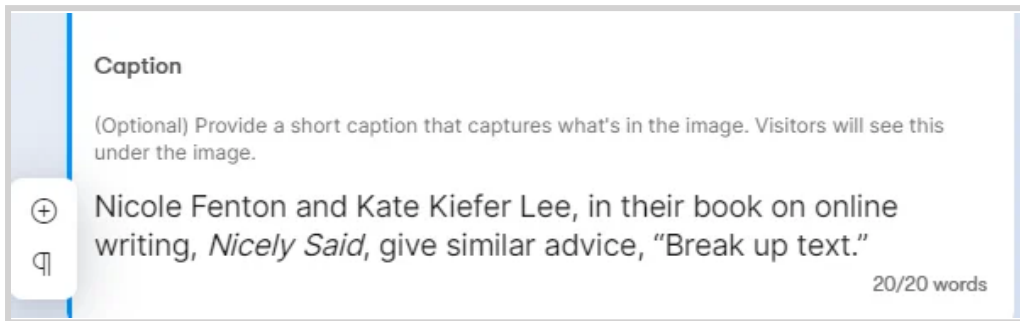 Caption
(Optional) Provide a short caption that captures what's in the image. Visitors will see this
under the image.
Nicole Fenton and Kate Kiefer Lee, in their book on online
writing, Nicely Said, give similar advice, “Break up text.”
20/20 words